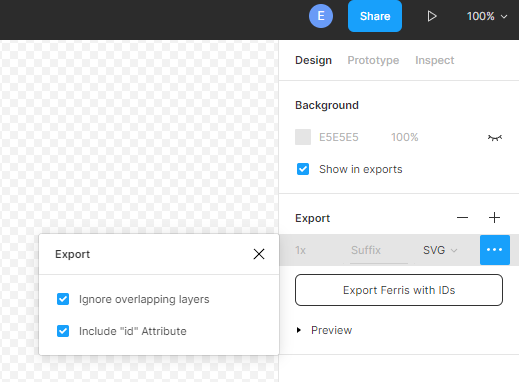 E Share 100%
Design Prototype Inspect
Background
E5E5E5 100%
Show in exports
Export
1x Suffix SVG
Export
Export Ferris with IDs
Ignore overlapping layers
Include "id" Attribute
Preview